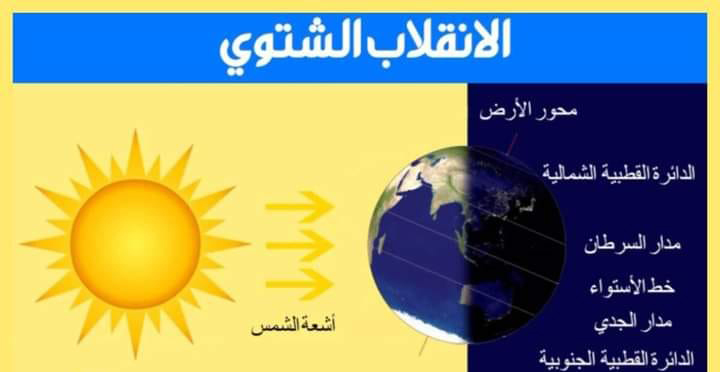 الانقلاب الشتوي
محور الأرض
الدائرة القطبية الشمالية
مدار السرطان
خط الأستواء
مدار الجدي
الدائرة القطبية الجنوبية
أشعة الشمس